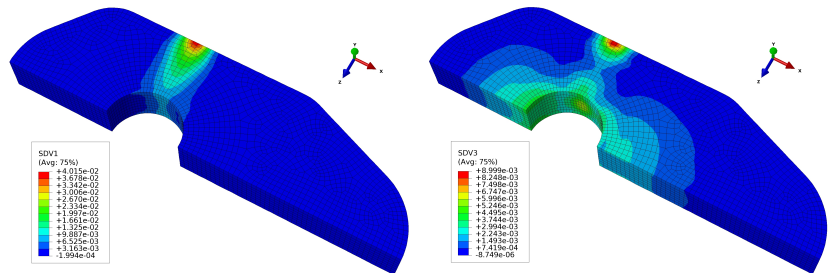 Y
X
Z
SDV1
(Avg: 75%)
+4.015e-02
+3.678e-02
+3.342e-02
+3.006e-02
+2.670e-02
+2.334e-02
+1.997e-02
+1.661e-02
+1.325e-02
+9.887e-03
+6.525e-03
+3.163e-03
-1.994e-04
Y
X
Z
SDV3
(Avg: 75%)
+8.999e-03
+8.248e-03
+7.498e-03
+6.747e-03
+5.996e-03
+5.246e-03
+4.495e-03
+3.744e-03
+2.994e-03
+2.243e-03
+1.493e-03
+7.419e-04
-8.749e-06